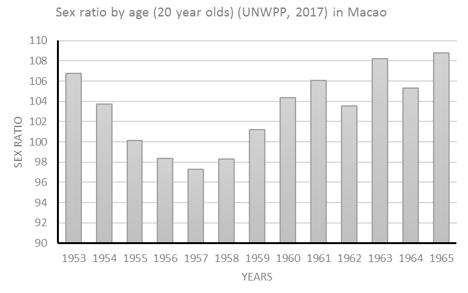 Sex ratio by age (20 year olds) (UNWPP, 2017) in Macao
110
108
106
104
102
100
98
96
94
92
90
SEX RATIO
1953 1954 1955 1956 1957 1958 1959 1960 1961 1962 1963 1964 1965
YEARS